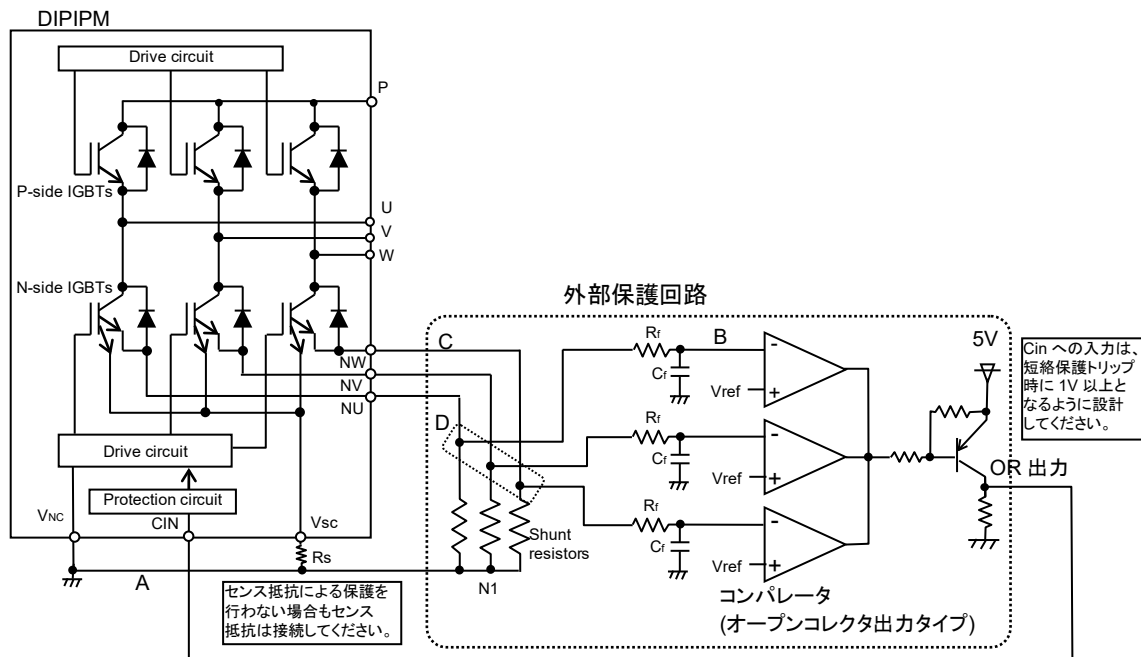 DIPIPM
Drive circuit
P
P-side IGBTs
U
V
W
N-side IGBTs
外部保護回路
C
NW
NV
NU
D
Rf
B
Cf
Vref
-
+
Rf
Cf
Vref
-
+
Rf
Cf
Vref
-
+
5V
Cin への入力は、
短絡保護トリップ
時に 1V 以上と
なるように設計
してください。
OR 出力
Drive circuit
Protection circuit
VNC
CIN
Vsc
Rs
Shunt
resistors
A
N1
センス抵抗による保護を
行わない場合もセンス
抵抗は接続してください。
コンパレータ
(オープンコレクタ出力タイプ)